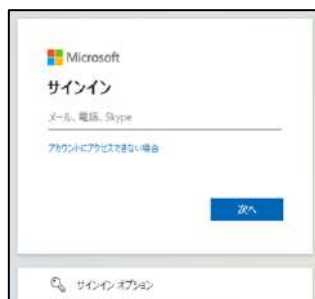 Microsoft
サインイン
メール、電話、Skype
アカウントにアクセスできない場合
次へ
サインイン オプション